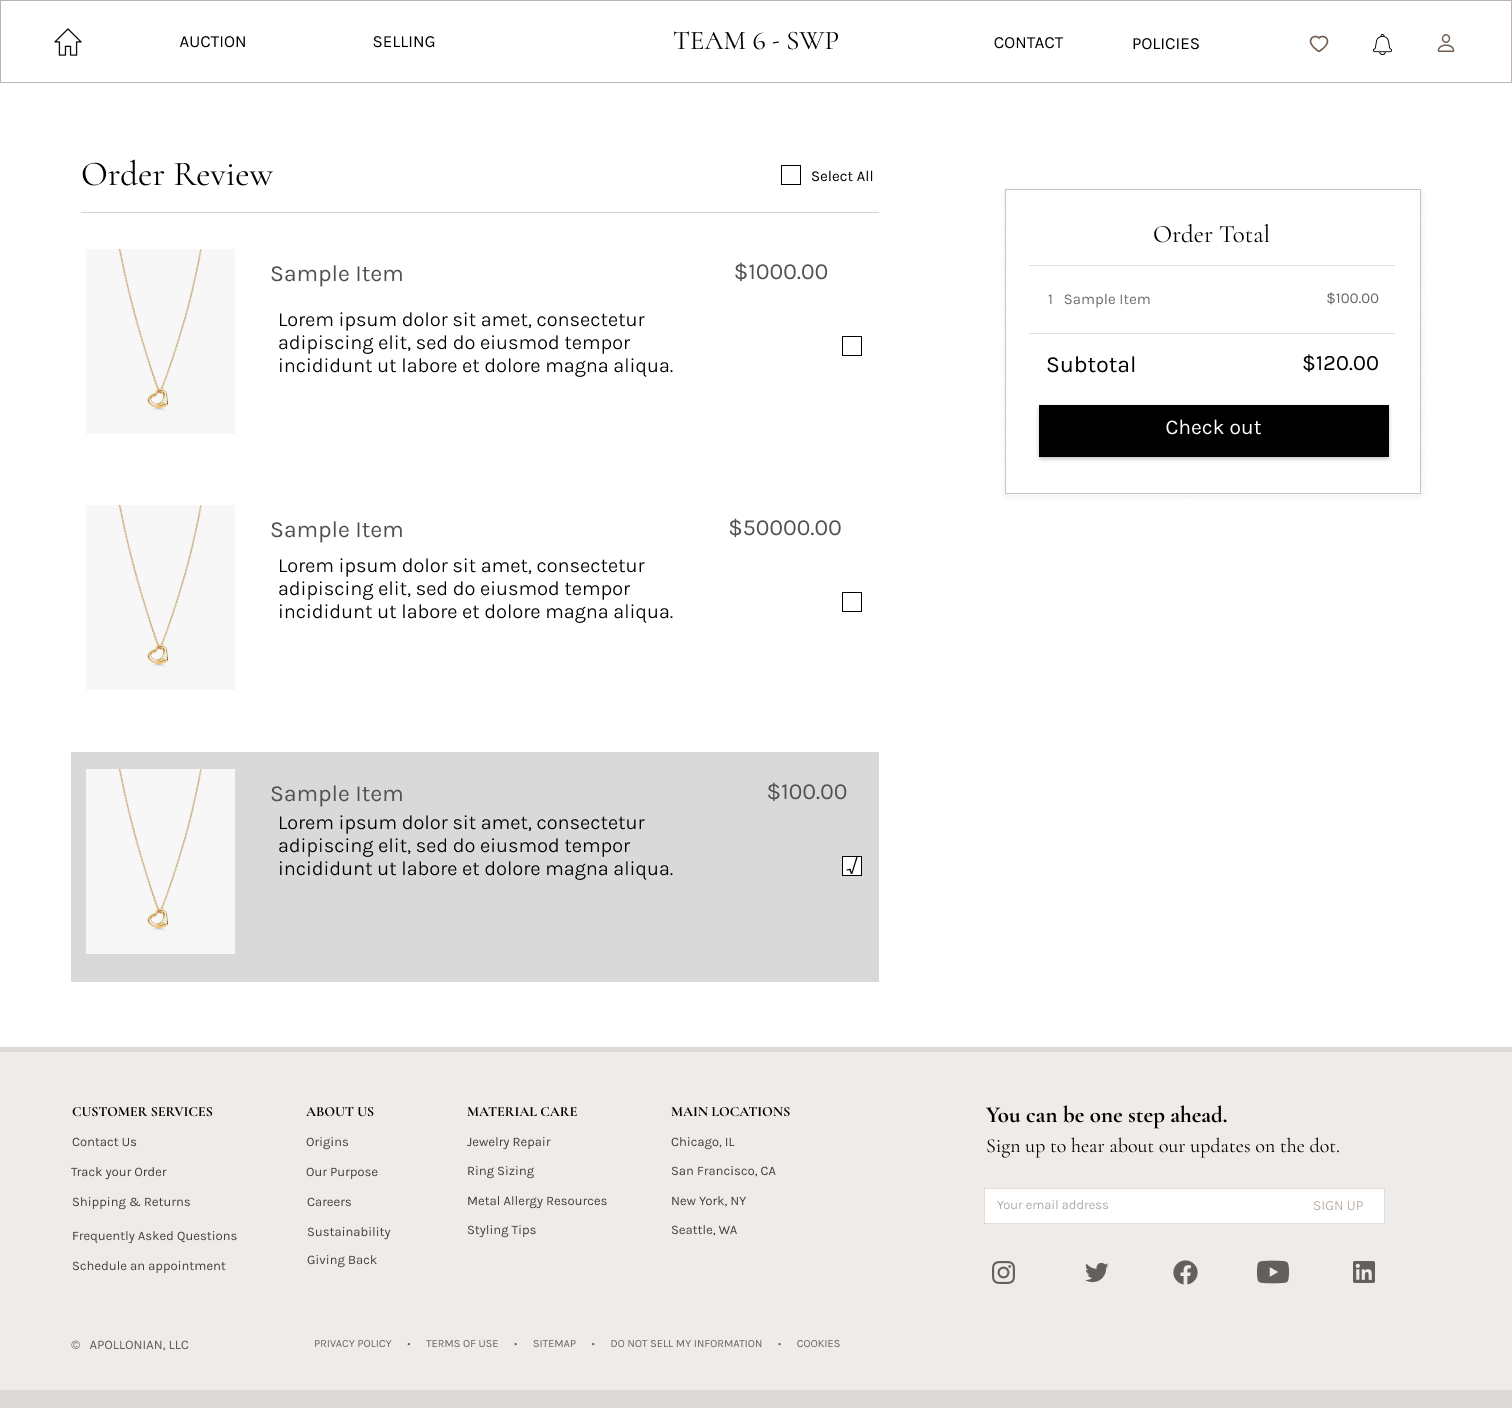 AUCTION
SELLING
TEAM 6 - SWP
CONTACT
POLICIES
Order Review
Select All
Sample Item
$1000.00
Lorem ipsum dolor sit amet, consectetur
adipiscing elit, sed do eiusmod tempor
incididunt ut labore et dolore magna aliqua.
Sample Item
$50000.00
Lorem ipsum dolor sit amet, consectetur
adipiscing elit, sed do eiusmod tempor
incididunt ut labore et dolore magna aliqua.
Sample Item
$100.00
Lorem ipsum dolor sit amet, consectetur
adipiscing elit, sed do eiusmod tempor
incididunt ut labore et dolore magna aliqua.
Order Total
1 Sample Item $100.00
Subtotal $120.00
Check out
CUSTOMER SERVICES
Contact Us
Track your Order
Shipping & Returns
Frequently Asked Questions
Schedule an appointment
ABOUT US
Origins
Our Purpose
Careers
Sustainability
Giving Back
MATERIAL CARE
Jewelry Repair
Ring Sizing
Metal Allergy Resources
Styling Tips
MAIN LOCATIONS
Chicago, IL
San Francisco, CA
New York, NY
Seattle, WA
You can be one step ahead.
Sign up to hear about our updates on the dot.
Your email address
SIGN UP
© APOLLONIAN, LLC
PRIVACY POLICY • TERMS OF USE • SITEMAP • DO NOT SELL MY INFORMATION • COOKIES